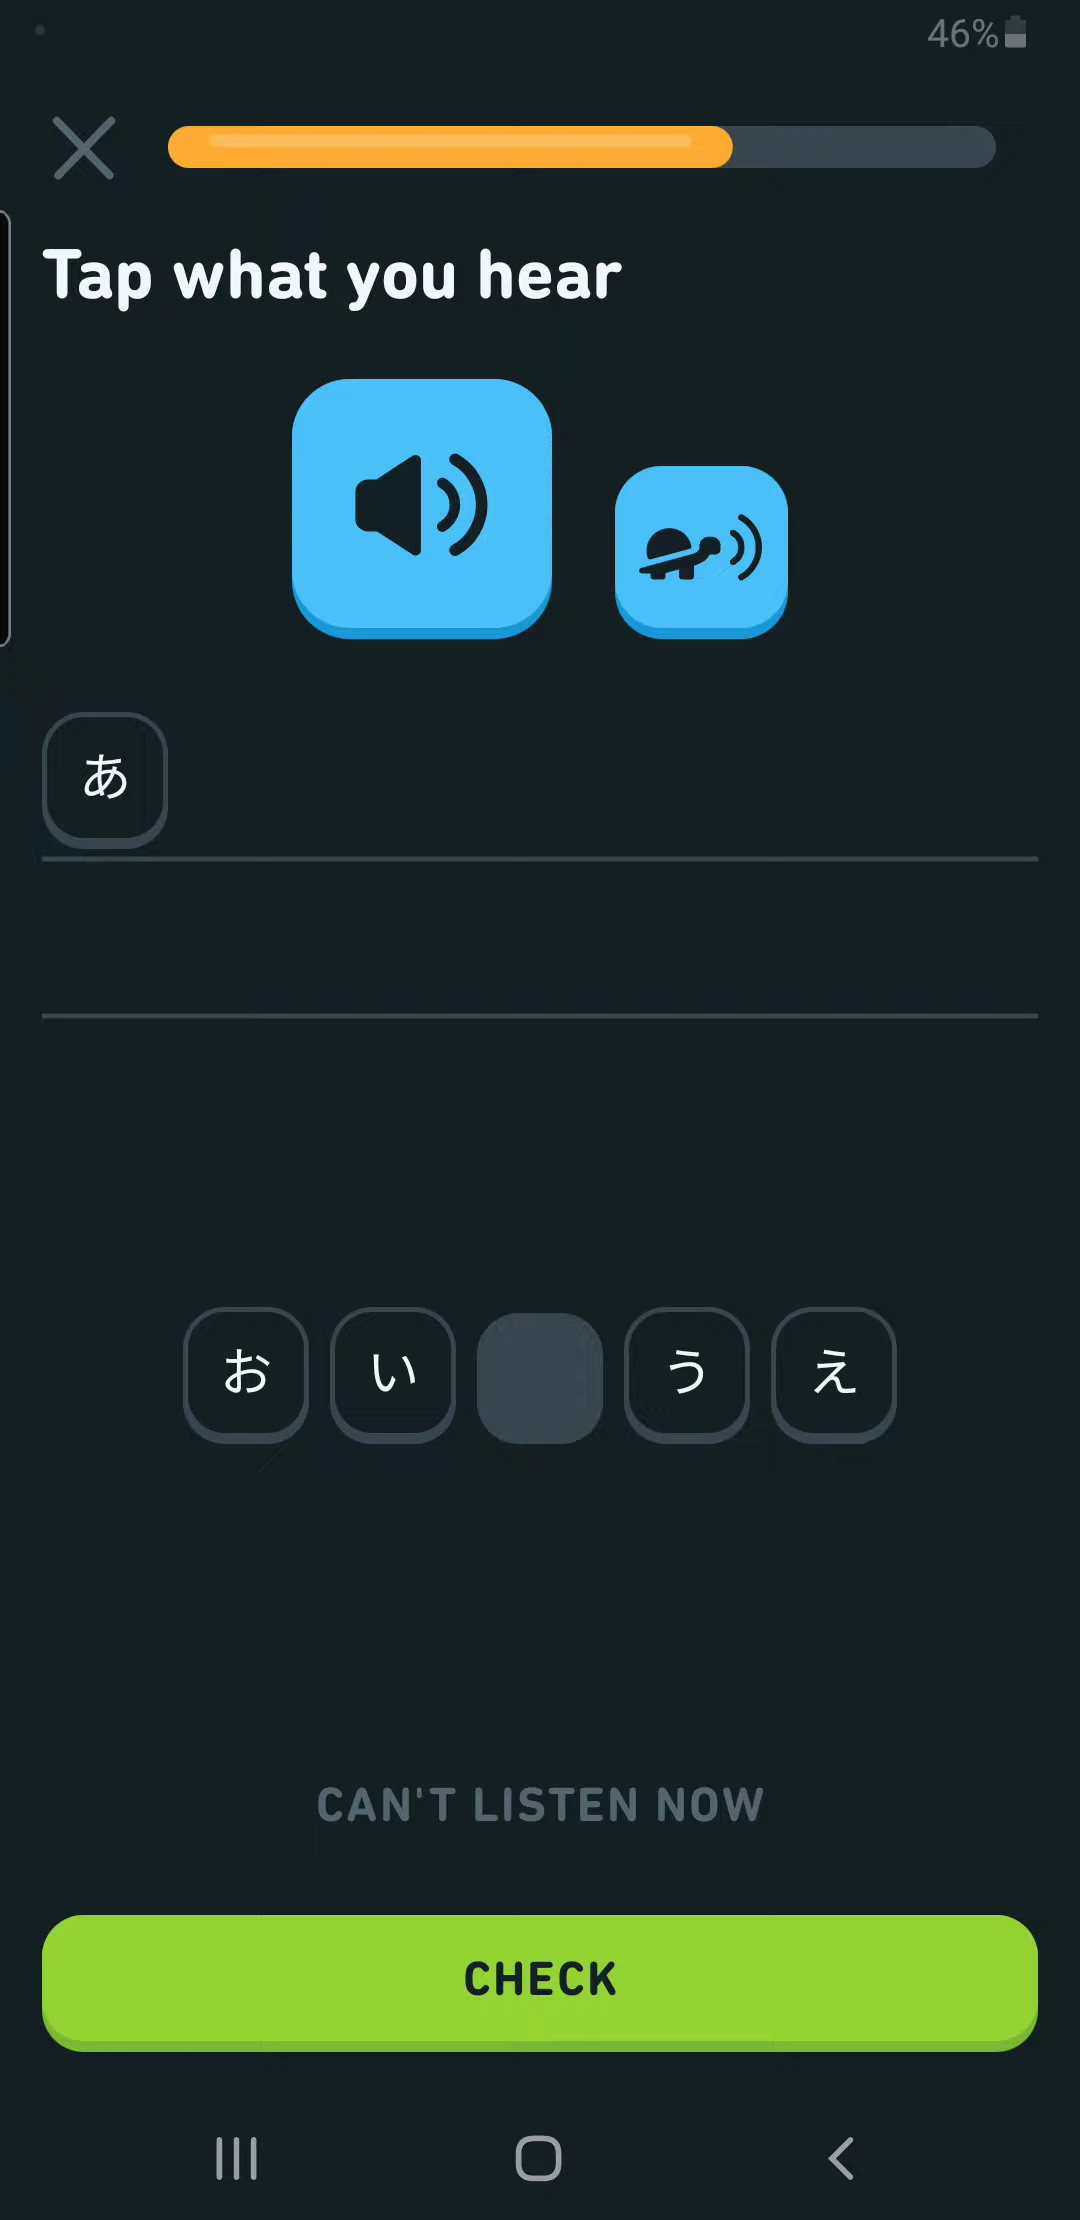 46%
Tap what you hear
あ
お い う え
CAN'T LISTEN NOW
CHECK